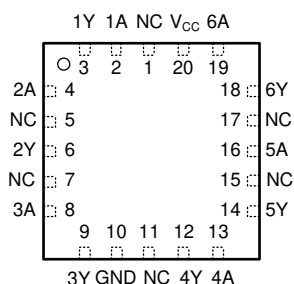 1Y 1A NC VCC 6A
3 2 1 20 19
2A 4 18 6Y
NC 5 17 NC
2Y 6 16 5A
NC 7 15 NC
3A 8 14 5Y
9 10 11 12 13
3Y GND NC 4Y 4A